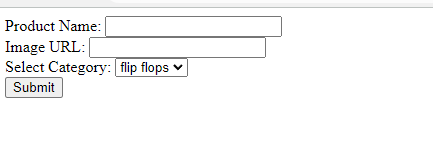 Product Name:
Image URL:
Select Category: flip flops
Submit